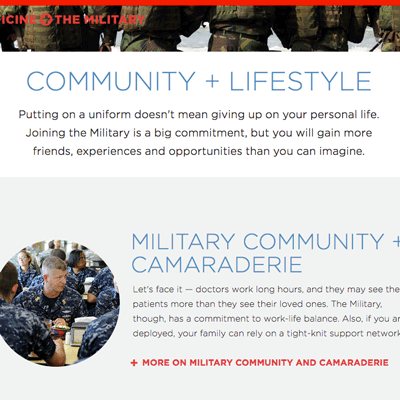 ICINE + THE MILITARY
COMMUNITY + LIFESTYLE
Putting on a uniform doesn't mean giving up on your personal life.
Joining the Military is a big commitment, but you will gain more
friends, experiences and opportunities than you can imagine.
MILITARY COMMUNITY +
CAMARADERIE
Let's face it — doctors work long hours, and they may see the
patients more than they see their loved ones. The Military,
though, has a commitment to work-life balance. Also, if you ar
deployed, your family can rely on a tight-knit support network
+ MORE ON MILITARY COMMUNITY AND CAMARADERIE